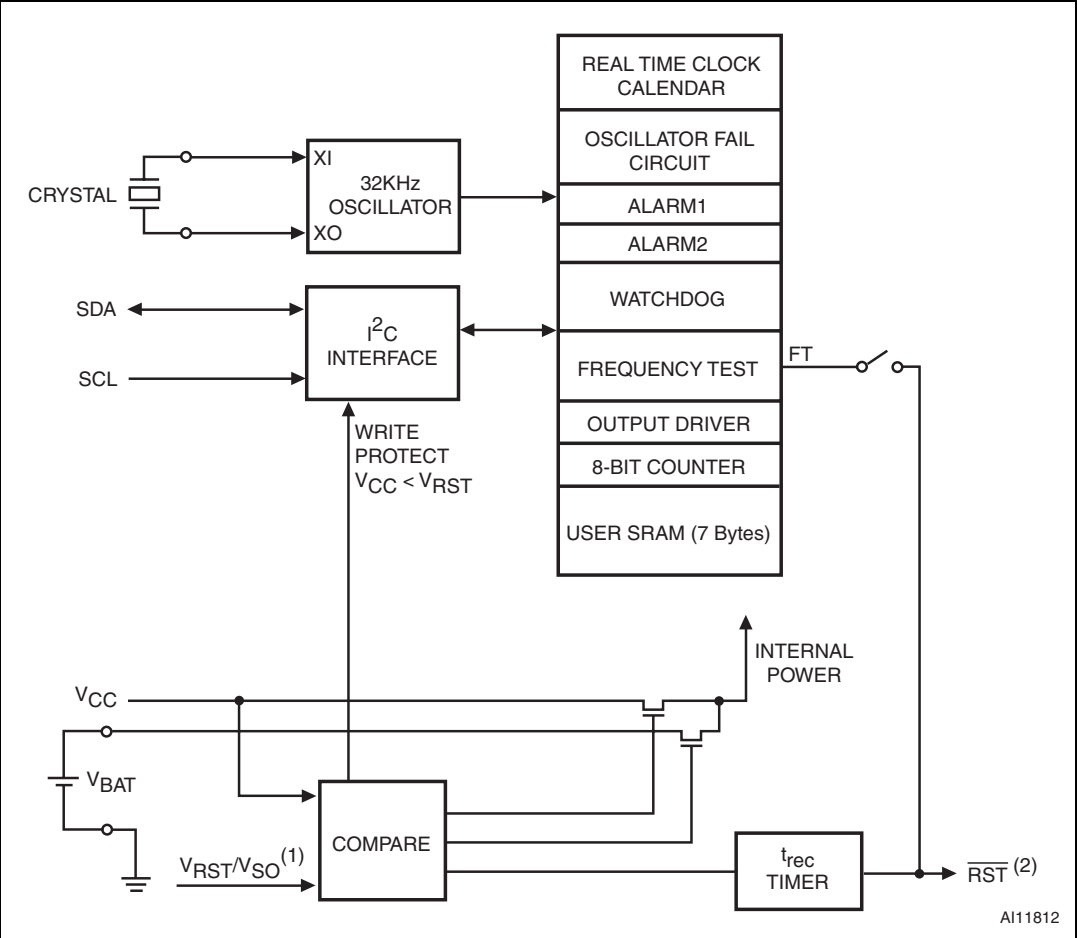 REAL TIME CLOCK
CALENDAR
OSCILLATOR FAIL
CIRCUIT
ALARM1
ALARM2
WATCHDOG
FREQUENCY TEST
OUTPUT DRIVER
8-BIT COUNTER
USER SRAM (7 Bytes)
CRYSTAL
XI
32KHz
OSCILLATOR
XO
SDA
SCL
I2C
INTERFACE
FT
WRITE
PROTECT
VCC < VRST
INTERNAL
POWER
VCC
VBAT
VRST/VSO(1)
COMPARE
trec
TIMER
RST (2)
AI11812